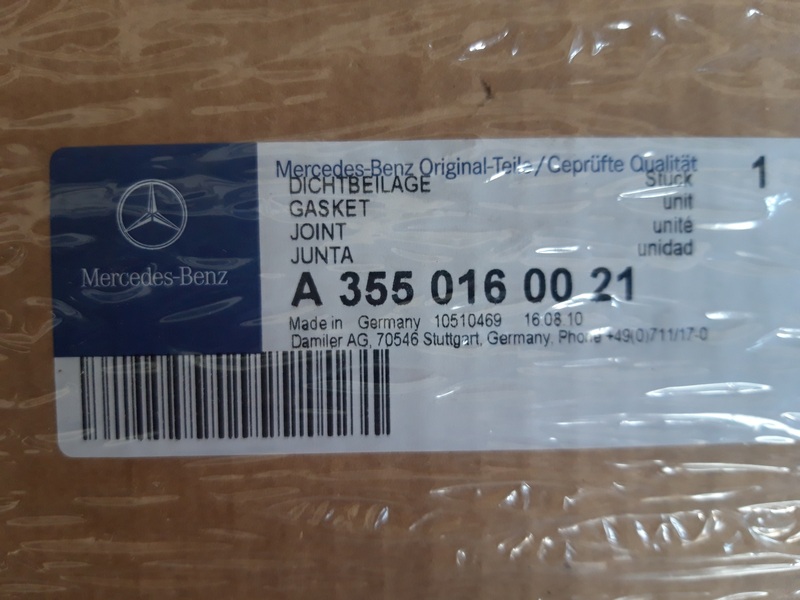 Mercedes-Benz
Mercedes-Benz Original-Teile/Geprüfte Qualität
DICHTBEILAGE Stück 1
GASKET unit
JOINT unité
JUNTA unidad
A 355 016 00 21
Made in Germany 10510469 16.08.10
Damiler AG, 70546 Stuttgart, Germany. Phone +49(0)711/17-0